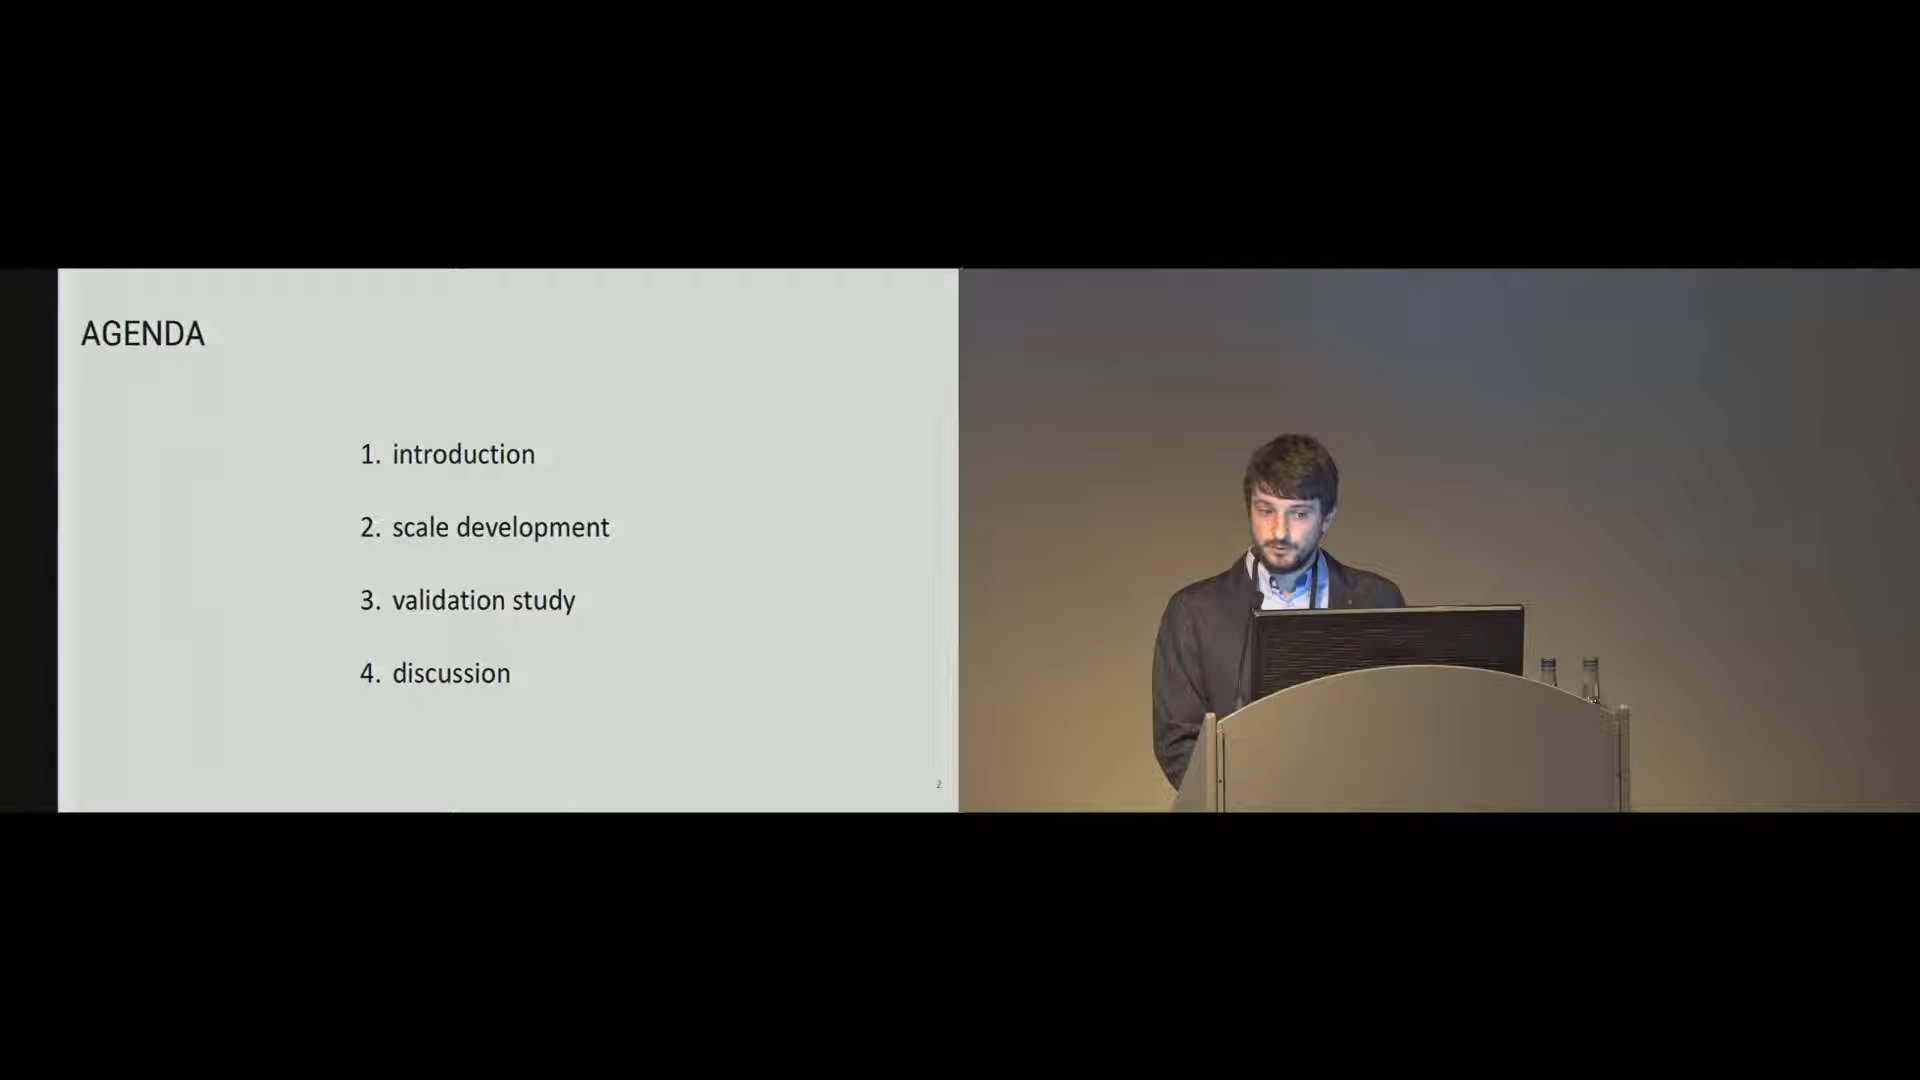 AGENDA
1. introduction
2. scale development
3. validation study
4. discussion
2